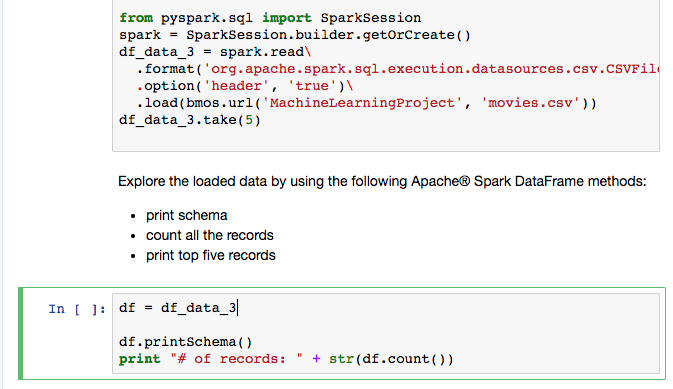 from pyspark.sql import SparkSession
spark = SparkSession.builder.getOrCreate()
df_data_3 = spark.read\
.format('org.apache.spark.sql.execution.datasources.csv.CSVFil
.option('header', 'true')\
.load(bmos.url('MachineLearningProject', 'movies.csv'))
df_data_3.take(5)
Explore the loaded data by using the following Apache® Spark DataFrame methods:
• print schema
• count all the records
• print top five records
In [ ]: df = df_data_3
df.printSchema()
print "# of records: " + str(df.count())